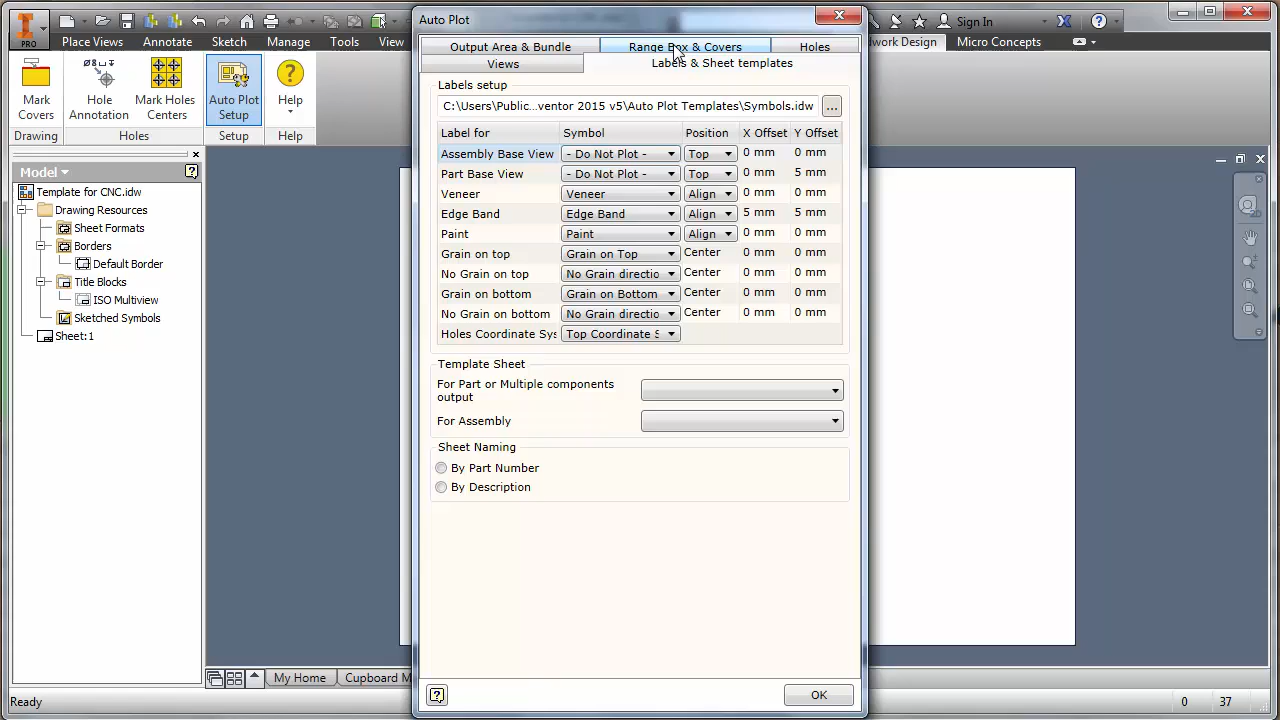 PRO
Sign In
Place Views
Annotate
Sketch
Manage
Tools
View
Micro Concepts
Mark Covers
Hole Annotation
Mark Holes Centers
Auto Plot Setup
Help
Drawing
Holes
Setup
Help
Model
Template for CNC.idw
Drawing Resources
Sheet Formats
Borders
Default Border
Title Blocks
ISO Multiview
Sketched Symbols
Sheet:1
Auto Plot
Output Area & Bundle
Range Box & Covers
Holes
Views
Labels & Sheet templates
Labels setup
C:\Users\Public...ventor 2015 v5\Auto Plot Templates\Symbols.idw
...
Label for Symbol Position X Offset Y Offset
Assembly Base View - Do Not Plot - Top 0 mm 0 mm
Part Base View - Do Not Plot - Top 0 mm 5 mm
Veneer Veneer Align 0 mm 0 mm
Edge Band Edge Band Align 5 mm 5 mm
Paint Paint Align 0 mm 0 mm
Grain on top Grain on Top Center 0 mm 0 mm
No Grain on top No Grain directio Center 0 mm 0 mm
Grain on bottom Grain on Bottom Center 0 mm 0 mm
No Grain on bottom No Grain directio Center 0 mm 0 mm
Holes Coordinate Sys Top Coordinate S
Template Sheet
For Part or Multiple components
output
For Assembly
Sheet Naming
By Part Number
By Description
OK
My Home
Cupboard M
Ready
0
37